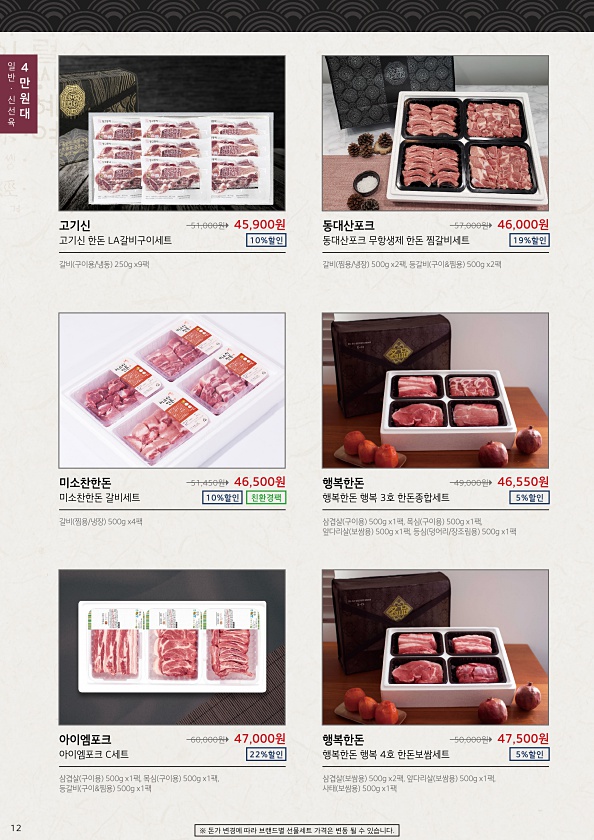 4만원대
일반·신선육
고기신
51,000원 45,900원
고기신 한돈 LA갈비구이세트
10%할인
갈비(구이용/냉동) 250g x9팩
동대산포크
57,000원 46,000원
동대산포크 무항생제 한돈 찜갈비세트
19%할인
갈비(찜용/냉장) 500g x2팩, 등갈비(구이&찜용) 500g x2팩
미소찬한돈
51,450원 46,500원
미소찬한돈 갈비세트
10%할인 친환경팩
갈비(찜용/냉장) 500g x4팩
행복한돈
49,000원 46,550원
행복한돈 행복 3호 한돈종합세트
5%할인
삼겹살(구이용) 500g x1팩, 목심(구이용) 500g x1팩,
앞다리살(보쌈용) 500g x1팩, 등심(덩어리/장조림용) 500g x1팩
아이엠포크
60,000원 47,000원
아이엠포크 C세트
22%할인
삼겹살(구이용) 500g x1팩, 목심(구이용) 500g x1팩,
등갈비(구이&찜용) 500g x1팩
행복한돈
50,000원 47,500원
행복한돈 행복 4호 한돈보쌈세트
5%할인
삼겹살(보쌈용) 500g x2팩, 앞다리살(보쌈용) 500g x1팩,
사태(보쌈용) 500g x1팩
12
※ 돈가 변경에 따라 브랜드별 선물세트 가격은 변동 될 수 있습니다.